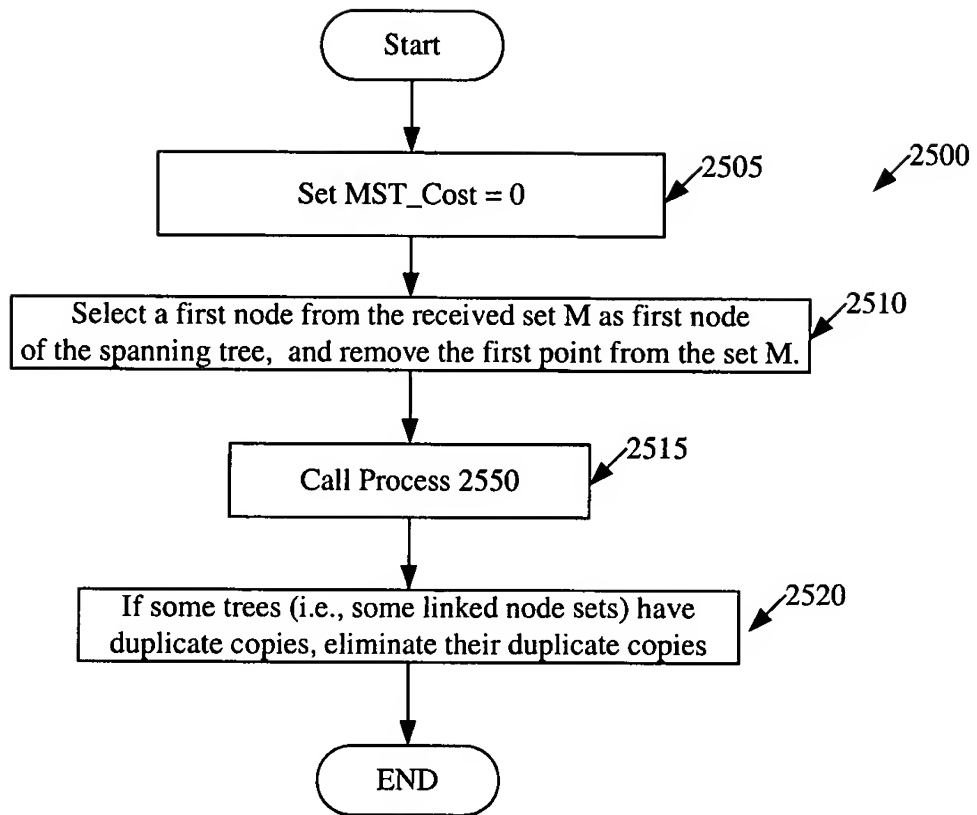 Start
2505
2500
Set MST_Cost = 0
2510
Select a first node from the received set M as first node
of the spanning tree, and remove the first point from the set M.
2515
Call Process 2550
2520
If some trees (i.e., some linked node sets) have
duplicate copies, eliminate their duplicate copies
END